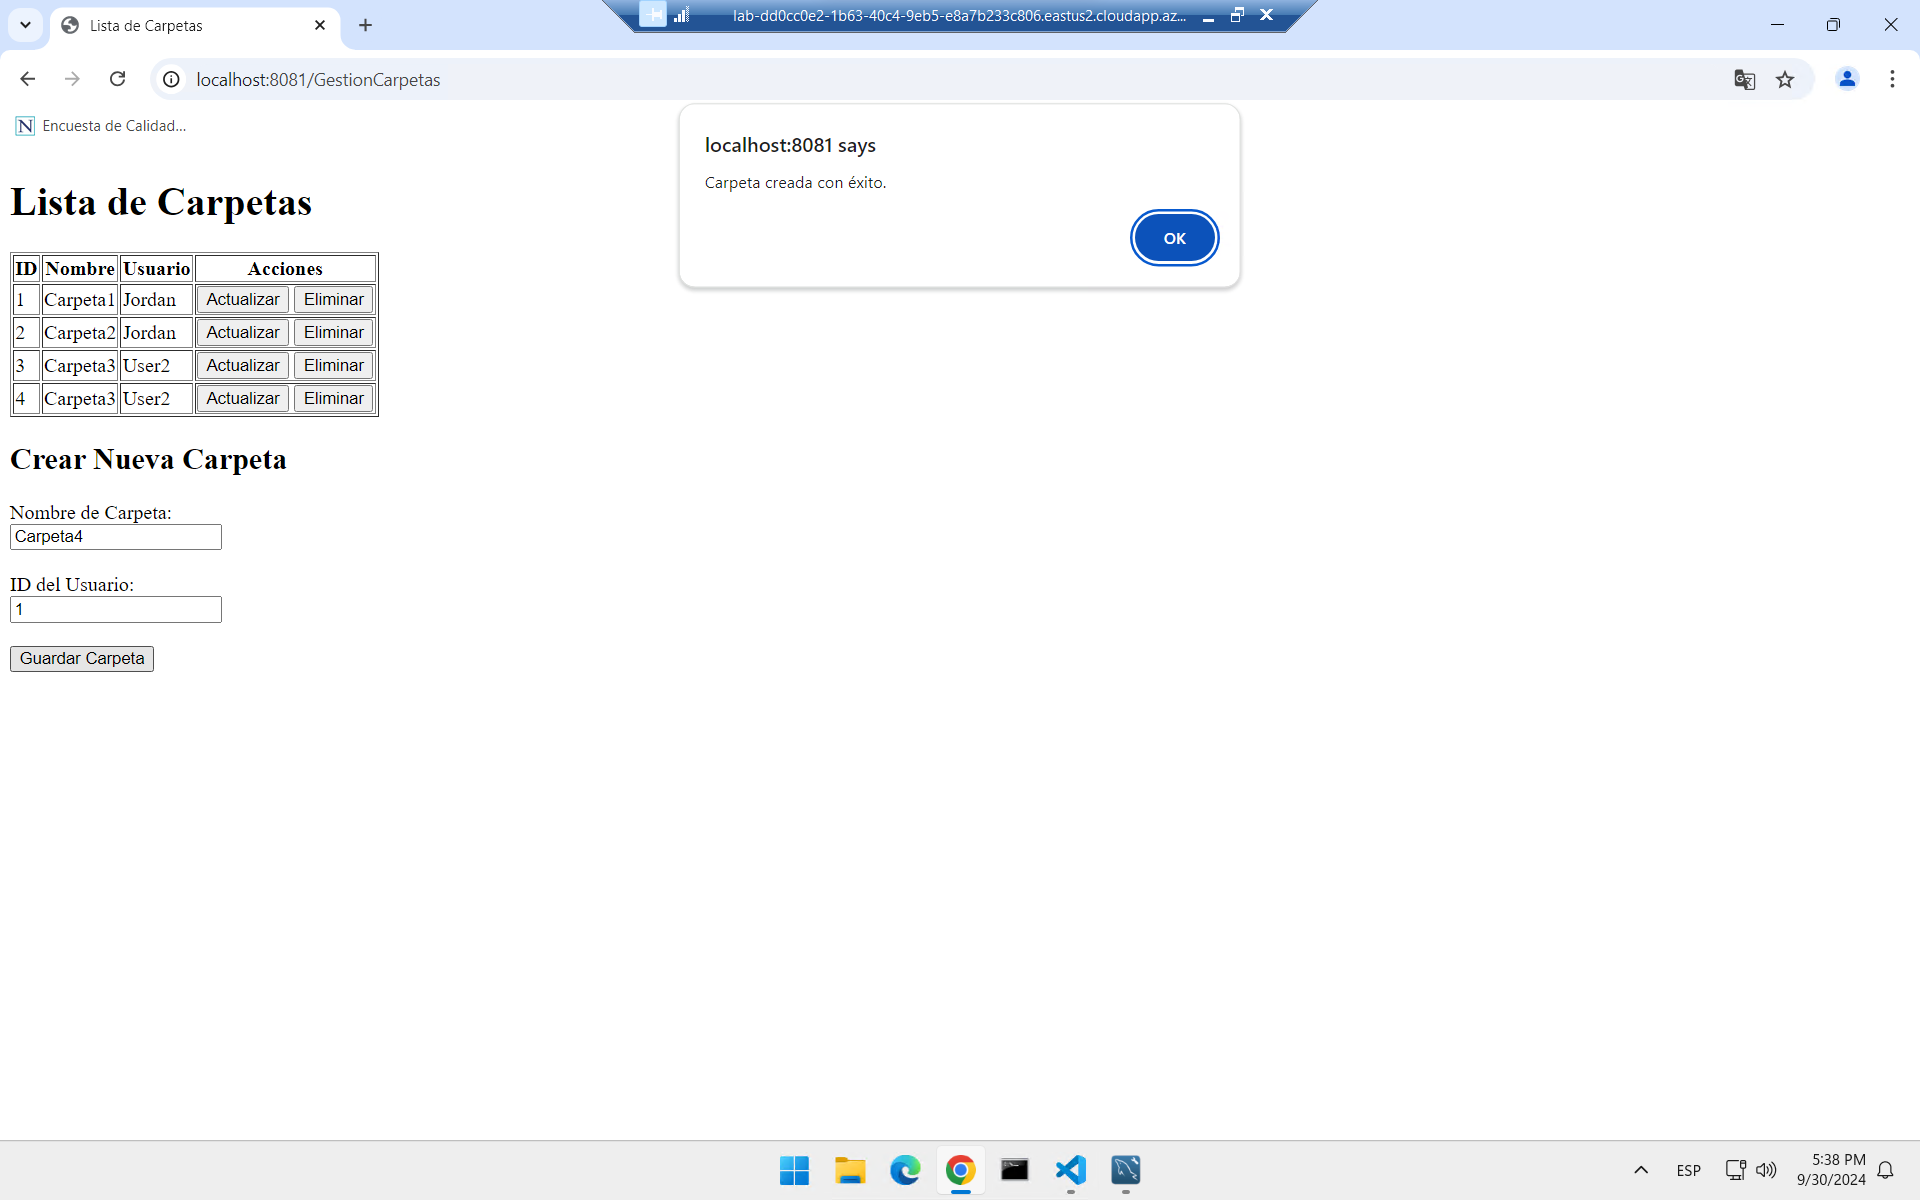 Lista de Carpetas
lab-dd0cc0e2-1b63-40c4-9eb5-e8a7b233c806.eastus2.cloudapp.az...
localhost:8081/GestionCarpetas
N Encuesta de Calidad...
localhost:8081 says
Carpeta creada con éxito.
OK
Lista de Carpetas
ID Nombre Usuario Acciones
1 Carpeta1 Jordan Actualizar Eliminar
2 Carpeta2 Jordan Actualizar Eliminar
3 Carpeta3 User2 Actualizar Eliminar
4 Carpeta3 User2 Actualizar Eliminar
Crear Nueva Carpeta
Nombre de Carpeta:
Carpeta4
ID del Usuario:
1
Guardar Carpeta
ESP
5:38 PM
9/30/2024